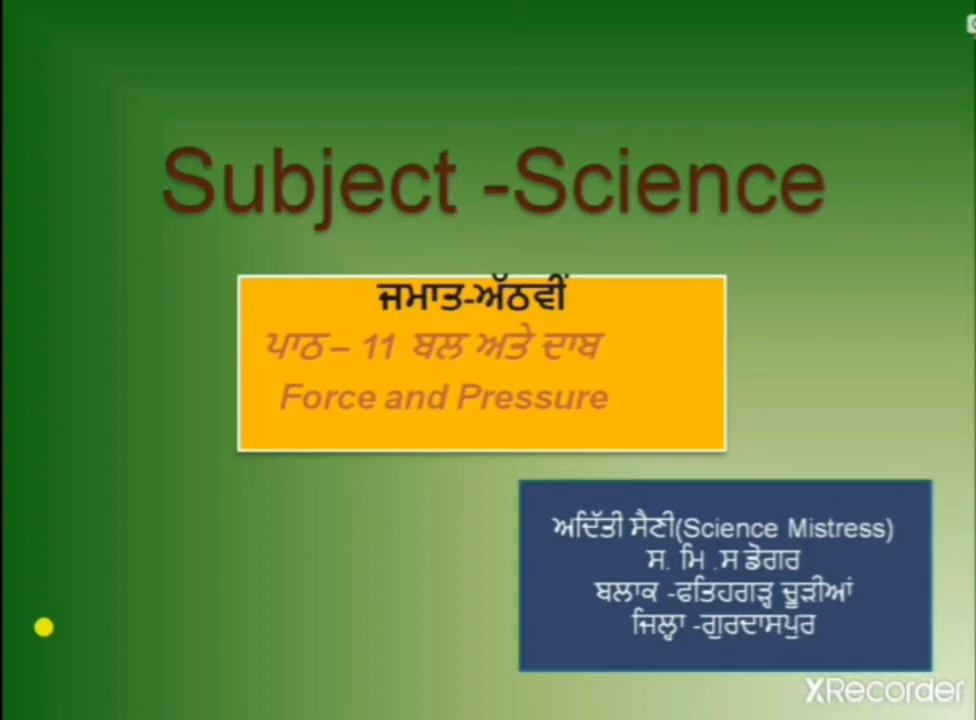 Subject -Science
ਜਮਾਤ-ਅੱਠਵੀਂ
ਪਾਠ – 11 ਬਲ ਅਤੇ ਦਾਬ
Force and Pressure
ਅਦਿੱਤੀ ਸੈਣੀ(Science Mistress)
ਸ. ਮਿ .ਸ ਡੋਗਰ
ਬਲਾਕ -ਫਤਿਹਗੜ੍ਹ ਚੂੜੀਆਂ
ਜਿਲ੍ਹਾ -ਗੁਰਦਾਸਪੁਰ
XRecorder